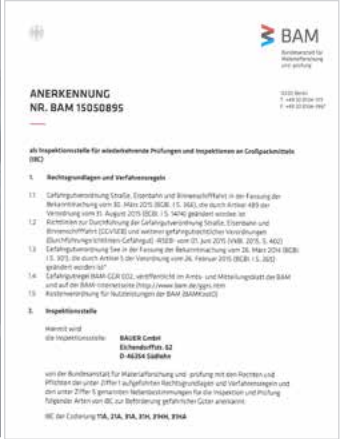 BAM
Bundesanstalt für
Materialforschung
und -prüfung
ANERKENNUNG
NR. BAM 15050895
12205 Berlin
als Inspektionsstelle für wiederkehrende Prüfungen und Inspektionen an Großpackmitteln
(IBC)
1. Rechtsgrundlagen und Verfahrensregeln
1.1 Gefahrgutverordnung Straße, Eisenbahn und Binnenschifffahrt in der Fassung der
Bekanntmachung vom 30. März 2015 (BGBl. I S. 366), die durch Artikel 489 der
Verordnung vom 31. August 2015 (BGBl. I S. 1474) geändert worden ist
1.2 Richtlinien zur Durchführung der Gefahrgutverordnung Straße, Eisenbahn und
Binnenschifffahrt (GGVSEB) und weiterer gefahrgutrechtlicher Verordnungen
(Durchführungsrichtlinien-Gefahrgut) -RSEB- vom 01. Juni 2015 (VkBl. 2015, S. 402)
1.3 Gefahrgutverordnung See in der Fassung der Bekanntmachung vom 26. März 2014 (BGBl.
I S. 301), die durch Artikel 5 der Verordnung vom 26. Februar 2015 (BGBl. I S. 265)
geändert worden ist
1.4 Gefahrgutregel BAM-GGR 002, veröffentlicht im Amts- und Mitteilungsblatt der BAM
und auf der BAM-Internetseite (http://www.bam.de/ggrs.htm
1.5 Kostenverordnung für Nutzleistungen der BAM (BAMKostO)
2. Inspektionsstelle
Hiermit wird
die Inspektionsstelle: BAUER GmbH
Eichendorffstr. 62
D-46354 Südlohn
von der Bundesanstalt für Materialforschung und -prüfung mit den Rechten und
Pflichten der unter Ziffer 1 aufgeführten Rechtsgrundlagen und Verfahrensregeln und
den unter Ziffer 5 genannten Nebenbestimmungen für die Inspektion und Prüfung
folgender Arten von IBC zur Beförderung gefährlicher Güter anerkannt.
IBC der Codierung 11A, 21A, 31A, 31H, 31HH, 31HA